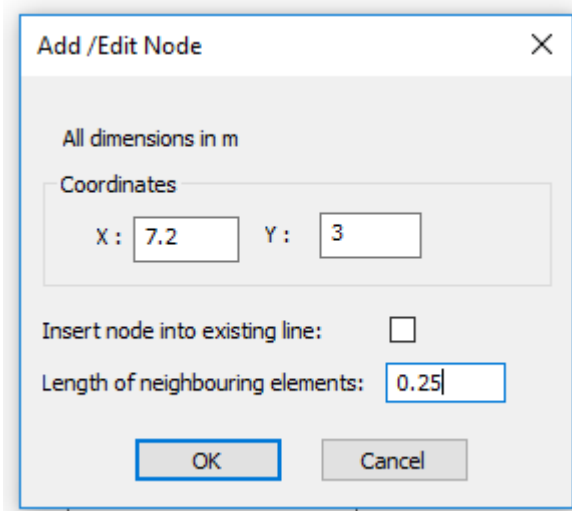 Add /Edit Node
All dimensions in m
Coordinates
X : 7.2 Y : 3
Insert node into existing line:
Length of neighbouring elements: 0.25
OK Cancel